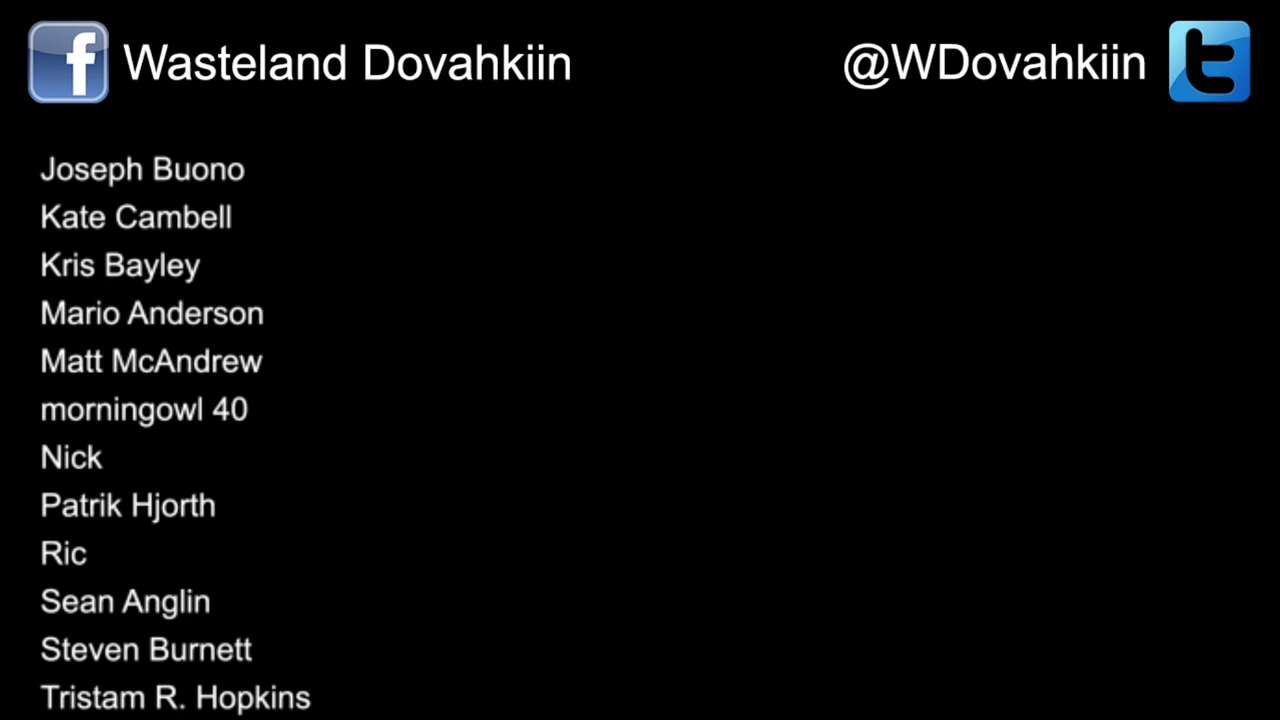 Wasteland Dovahkiin
@WDovahkiin
Joseph Buono
Kate Cambell
Kris Bayley
Mario Anderson
Matt McAndrew
morningowl 40
Nick
Patrik Hjorth
Ric
Sean Anglin
Steven Burnett
Tristam R. Hopkins